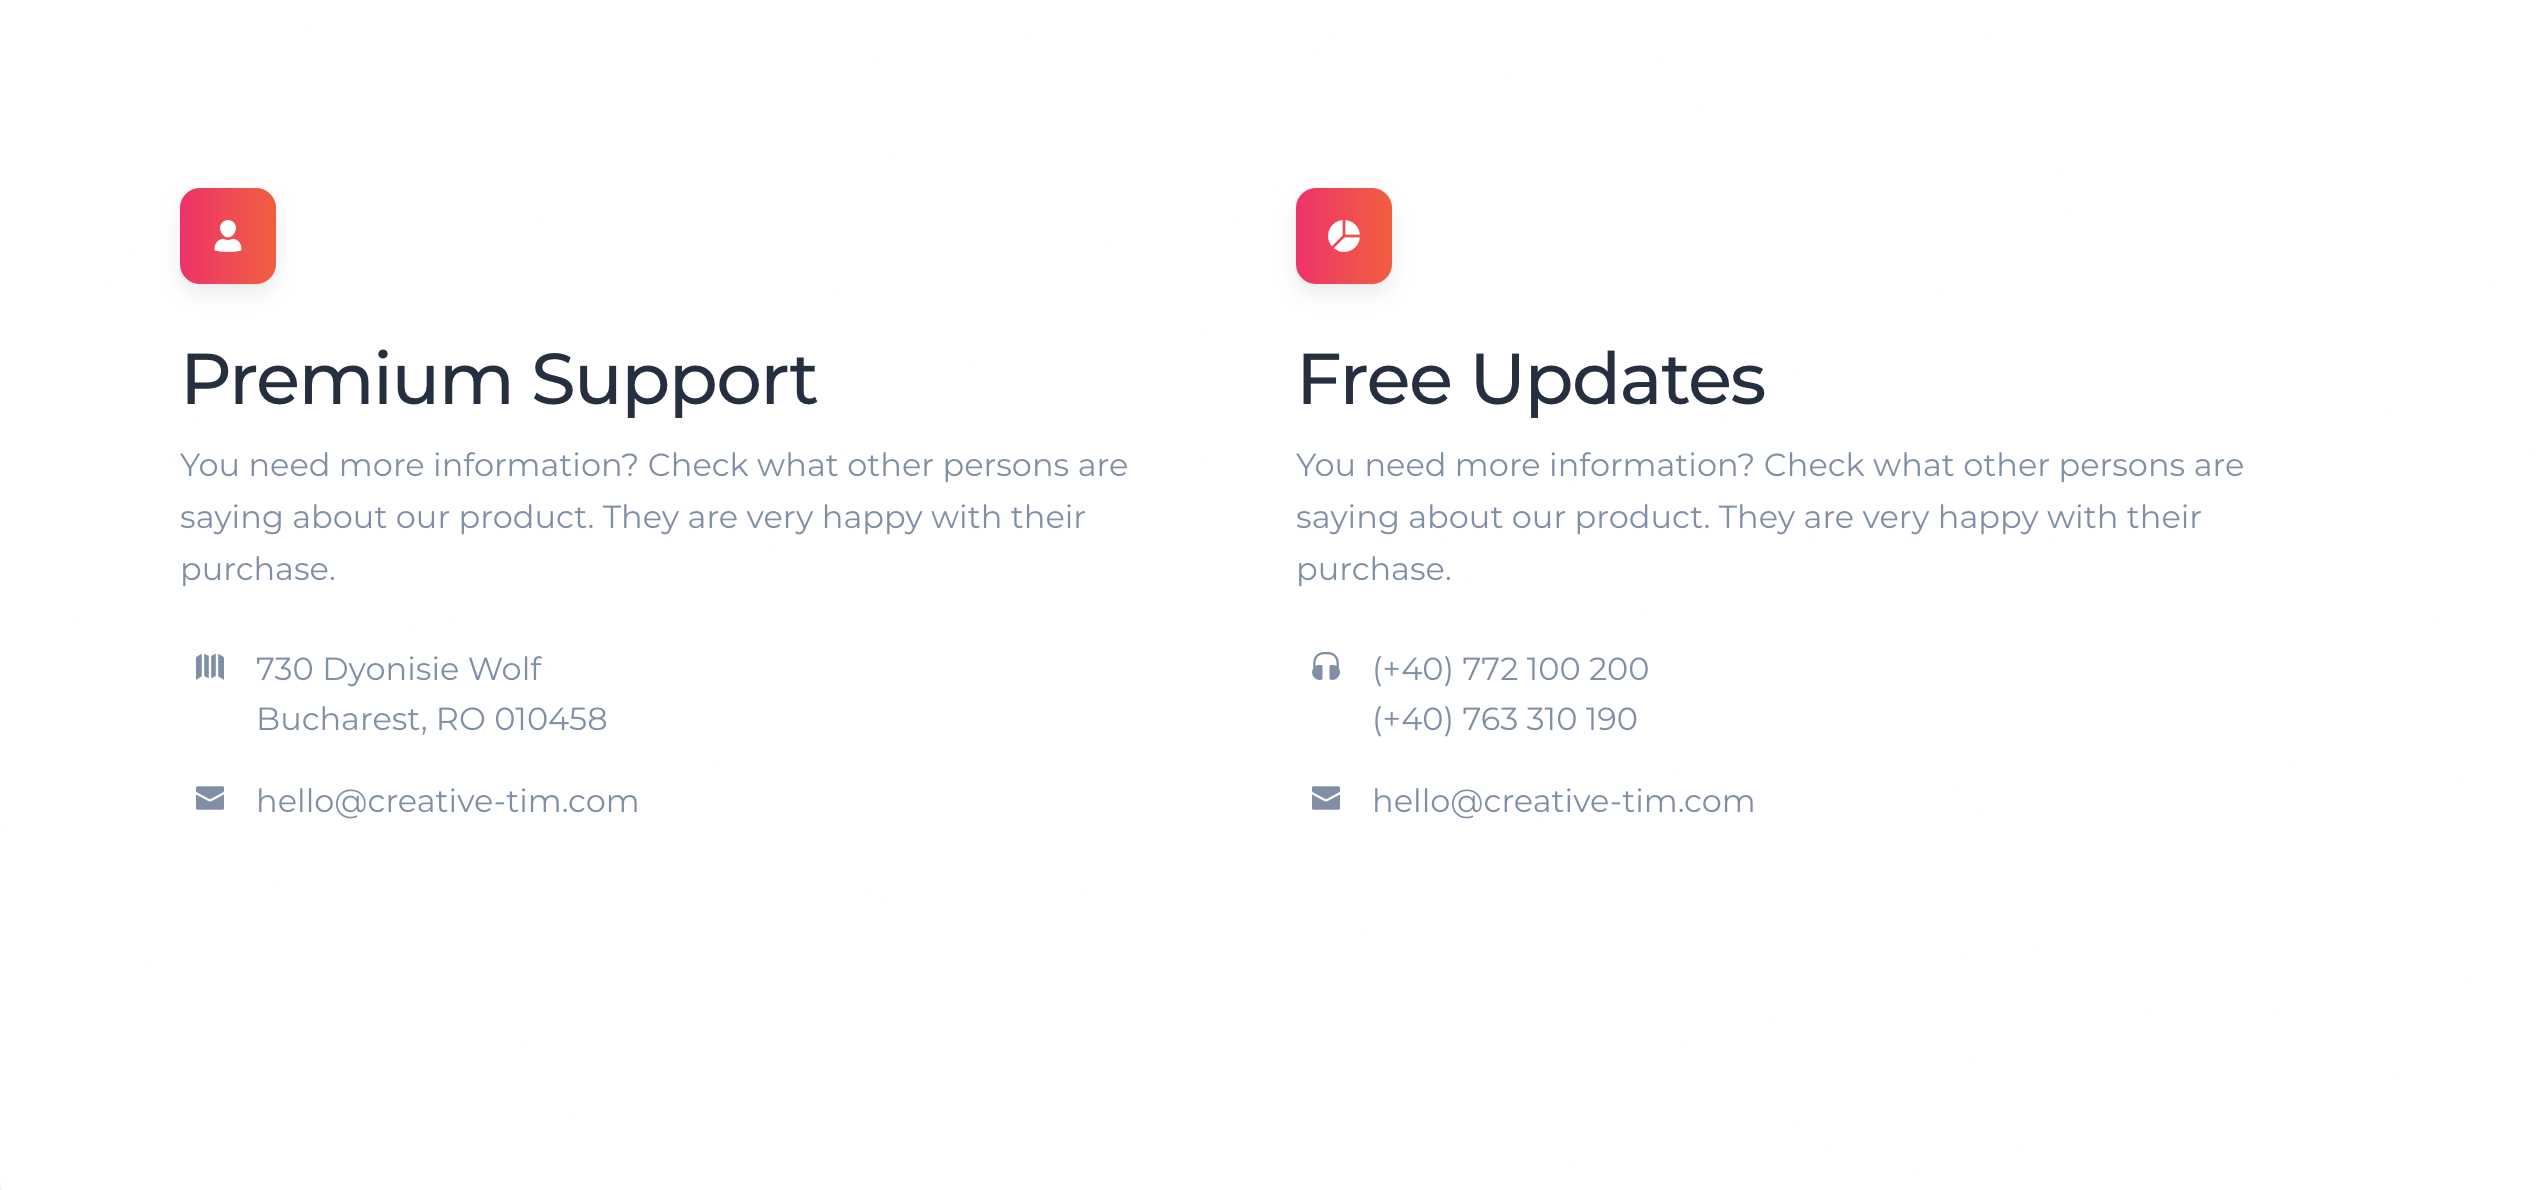 Premium Support
You need more information? Check what other persons are
saying about our product. They are very happy with their
purchase.
730 Dyonisie Wolf
Bucharest, RO 010458
hello@creative-tim.com
Free Updates
You need more information? Check what other persons are
saying about our product. They are very happy with their
purchase.
(+40) 772 100 200
(+40) 763 310 190
hello@creative-tim.com